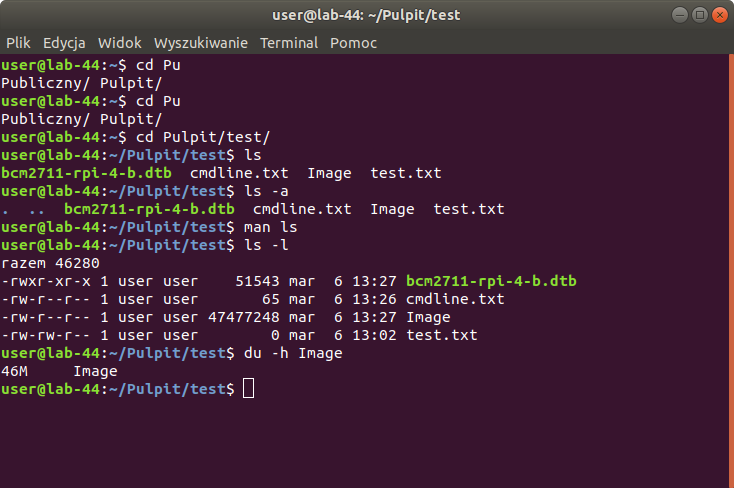 user@lab-44: ~/Pulpit/test
Plik Edycja Widok Wyszukiwanie Terminal Pomoc
user@lab-44:~$ cd Pu
Publiczny/ Pulpit/
user@lab-44:~$ cd Pu
Publiczny/ Pulpit/
user@lab-44:~$ cd Pulpit/test/
user@lab-44:~/Pulpit/test$ ls
bcm2711-rpi-4-b.dtb  cmdline.txt  Image  test.txt
user@lab-44:~/Pulpit/test$ ls -a
.  ..  bcm2711-rpi-4-b.dtb  cmdline.txt  Image  test.txt
user@lab-44:~/Pulpit/test$ man ls
user@lab-44:~/Pulpit/test$ ls -l
razem 46280
-rwxr-xr-x 1 user user    51543 mar  6 13:27 bcm2711-rpi-4-b.dtb
-rw-r--r-- 1 user user       65 mar  6 13:26 cmdline.txt
-rw-r--r-- 1 user user 47477248 mar  6 13:27 Image
-rw-rw-r-- 1 user user        0 mar  6 13:02 test.txt
user@lab-44:~/Pulpit/test$ du -h Image
46M     Image
user@lab-44:~/Pulpit/test$